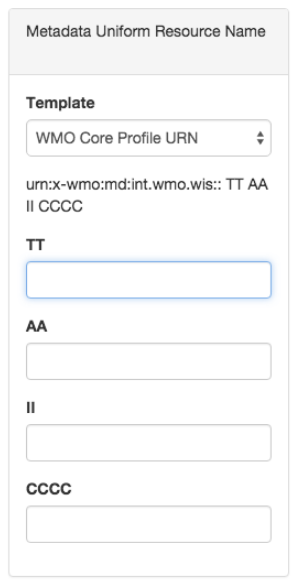 Metadata Uniform Resource Name
Template
WMO Core Profile URN
urn:x-wmo:md:int.wmo.wis:: TT AA
II CCCC
TT
AA
II
CCCC